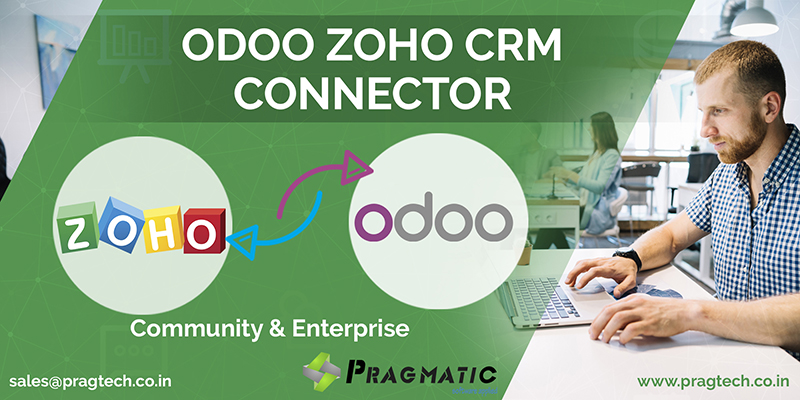 ODOO ZOHO CRM
CONNECTOR
ZOHO
odoo
Community & Enterprise
PRAGMATIC
sales@pragtech.co.in
www.pragtech.co.in